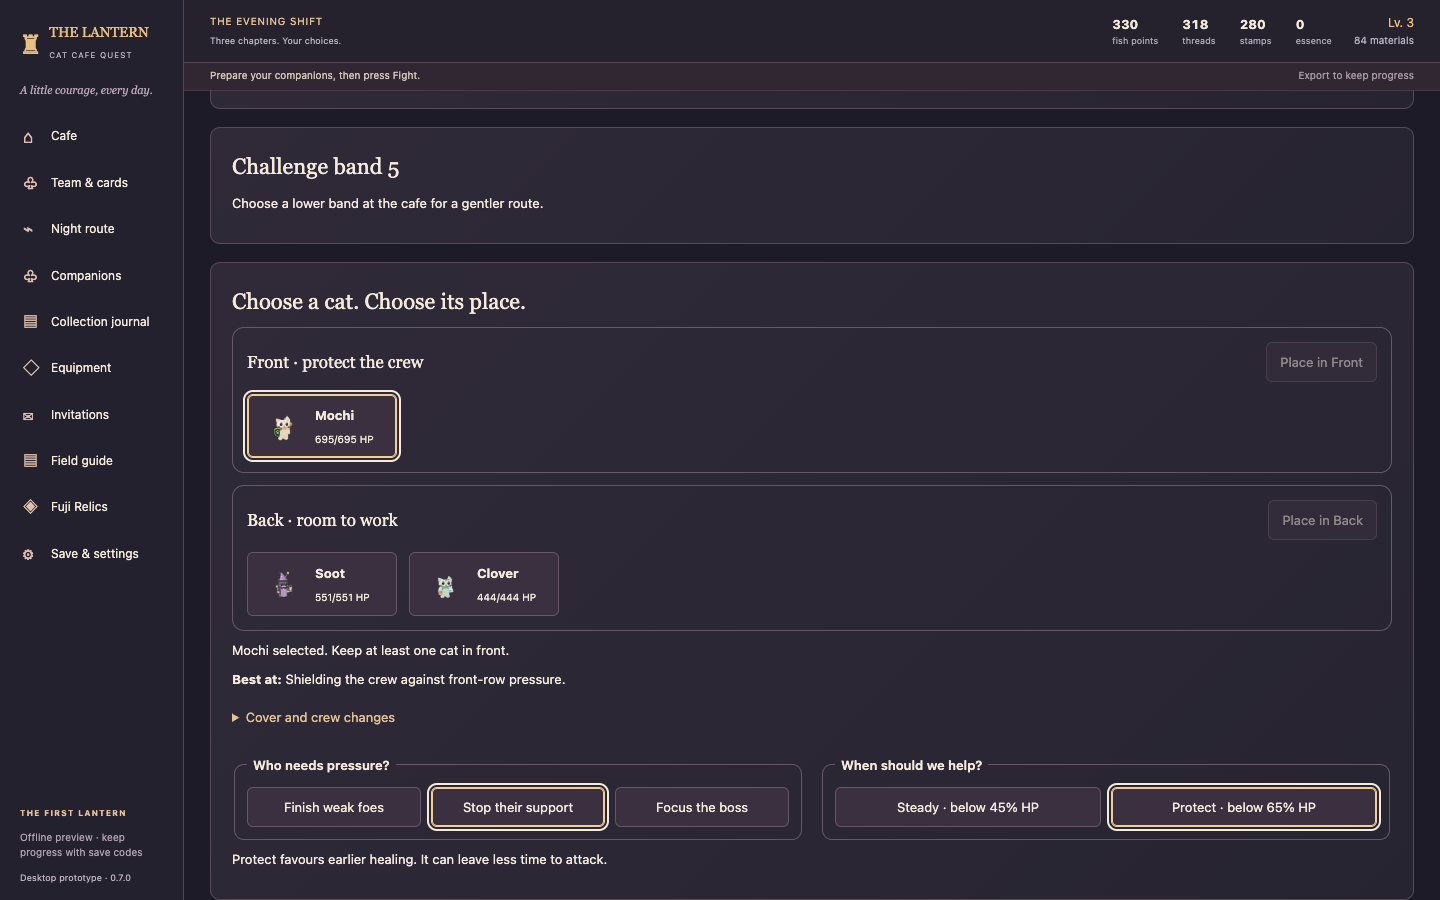 THE LANTERN
CAT CAFE QUEST
A little courage, every day.
Cafe
Team & cards
Night route
Companions
Collection journal
Equipment
Invitations
Field guide
Fuji Relics
Save & settings
THE FIRST LANTERN
Offline preview · keep
progress with save codes
Desktop prototype · 0.7.0
THE EVENING SHIFT
Three chapters. Your choices.
330 fish points
318 threads
280 stamps
0 essence
Lv. 3
84 materials
Prepare your companions, then press Fight.
Export to keep progress
Challenge band 5
Choose a lower band at the cafe for a gentler route.
Choose a cat. Choose its place.
Front · protect the crew
Place in Front
Mochi
695/695 HP
Back · room to work
Place in Back
Soot
551/551 HP
Clover
444/444 HP
Mochi selected. Keep at least one cat in front.
Best at: Shielding the crew against front-row pressure.
Cover and crew changes
Who needs pressure?
Finish weak foes
Stop their support
Focus the boss
When should we help?
Steady · below 45% HP
Protect · below 65% HP
Protect favours earlier healing. It can leave less time to attack.